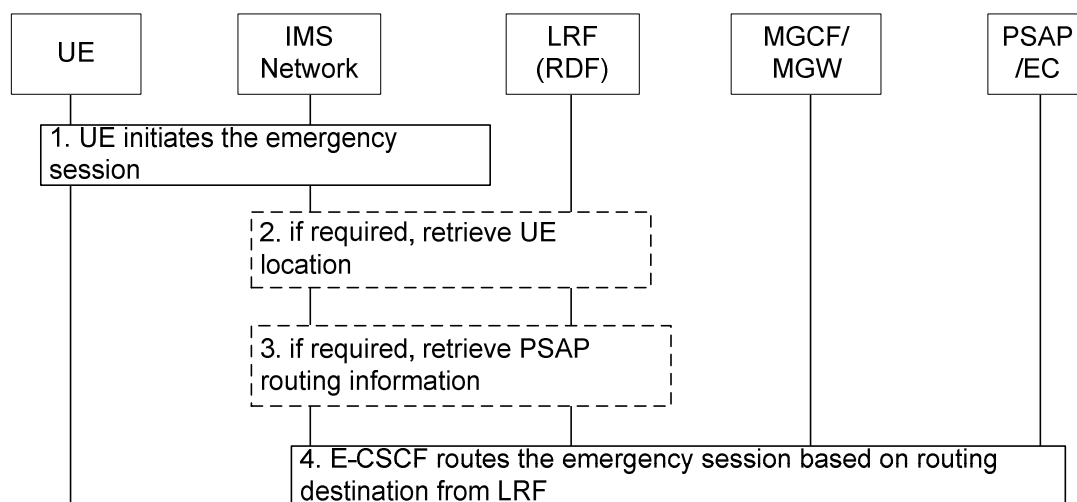 UE
IMS
Network
LRF
(RDF)
MGCF/
MGW
PSAP
/EC
1. UE initiates the emergency
session
2. if required, retrieve UE
location
3. if required, retrieve PSAP
routing information
4. E-CSCF routes the emergency session based on routing
destination from LRF